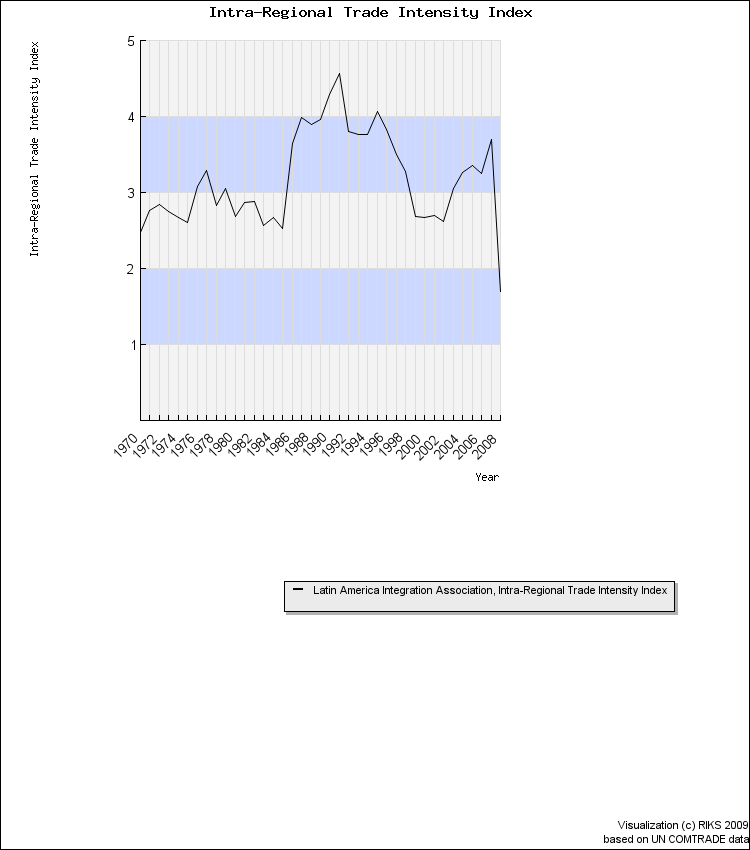 Intra-Regional Trade Intensity Index
Intra-Regional Trade Intensity Index
5
4
3
2
1
1970 1972 1974 1976 1978 1980 1982 1984 1986 1988 1990 1992 1994 1996 1998 2000 2002 2004 2006 2008
Year
Latin America Integration Association, Intra-Regional Trade Intensity Index
Visualization (c) RIKS 2009
based on UN COMTRADE data